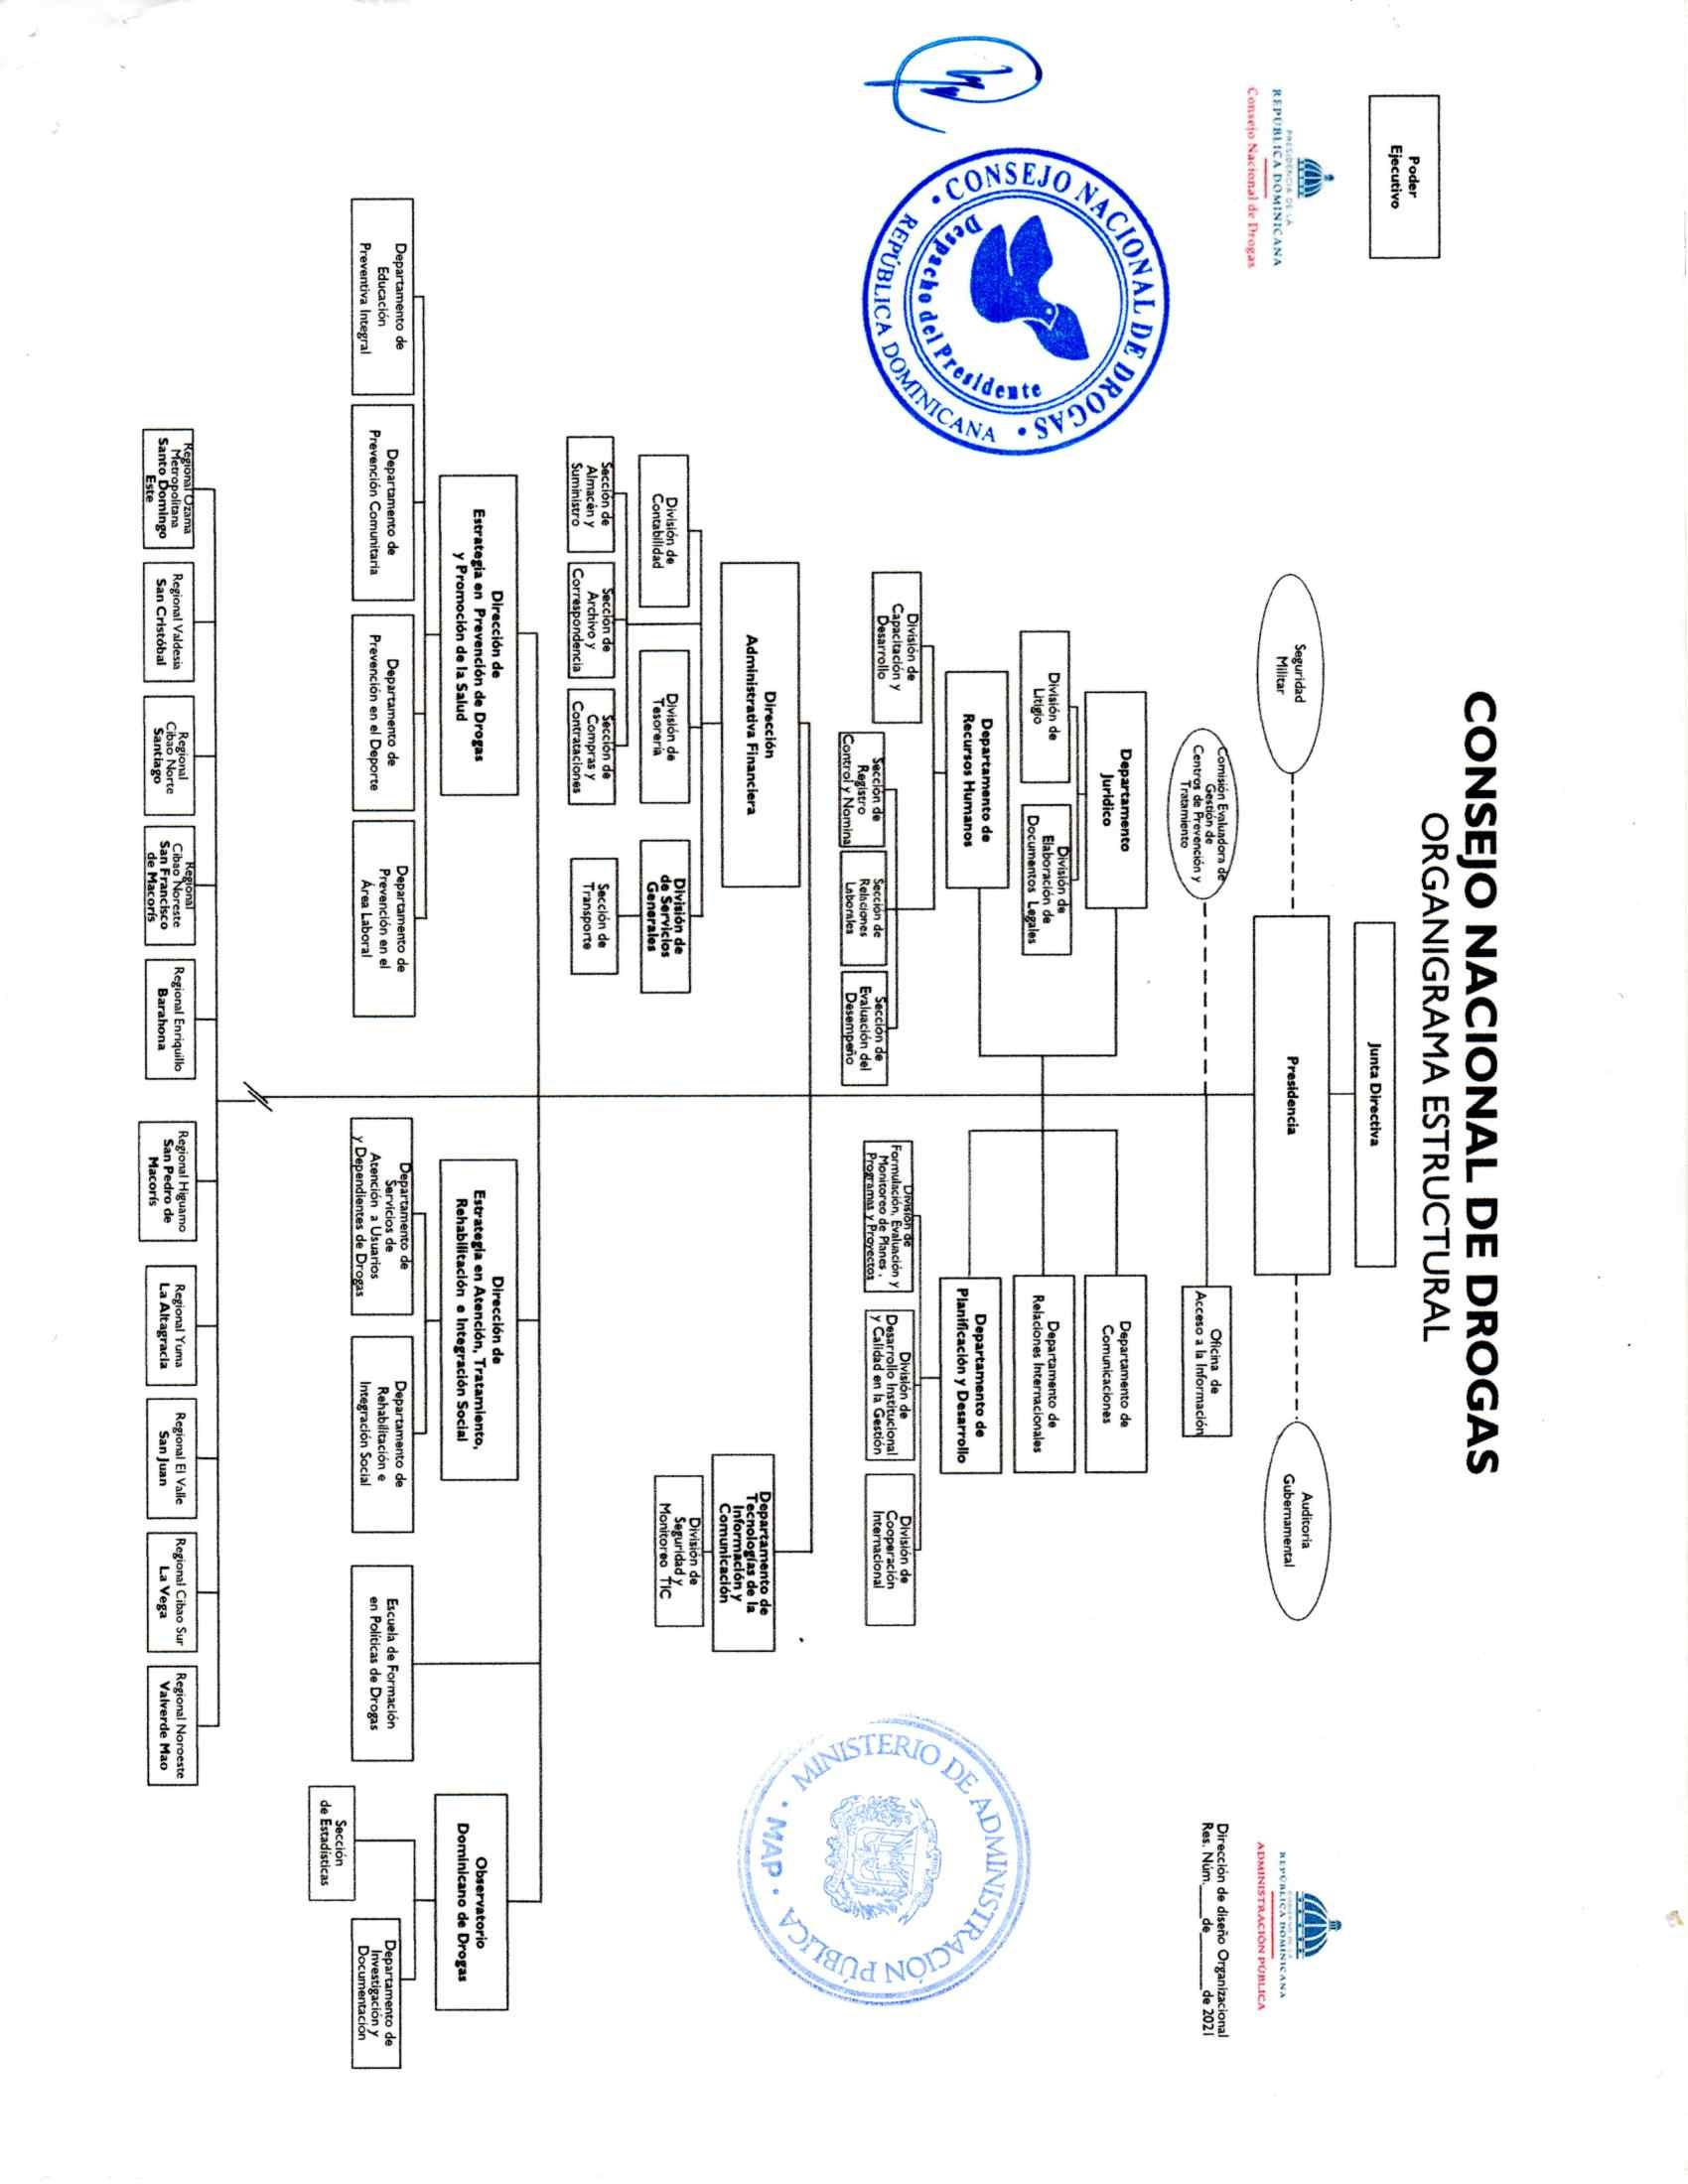 CONSEJO NACIONAL DE DROGAS
ORGANIGRAMA ESTRUCTURAL
Poder
Ejecutivo
PRESIDENCIA DE LA
REPÚBLICA DOMINICANA
Consejo Nacional de Drogas
REPÚBLICA DOMINICANA
ADMINISTRACIÓN PÚBLICA
Dirección de diseño Organizacional
Res. Núm.____de________de 2021
Junta Directiva
Seguridad
Militar
Presidencia
Auditoria
Gubernamental
Comisión Evaluadora de
Gestión de
Centros de Prevención y
Tratamiento
Oficina de
Acceso a la Información
Departamento
Juridico
División de
Litigio
División de
Elaboración de
Documentos Legales
Departamento de
Comunicaciones
Departamento de
Relaciones Internacionales
Departamento de
Recursos Humanos
Departamento de
Planificación y Desarrollo
División de
Capacitación y
Desarrollo
Sección de
Registro
Control y Nomina
Sección de
Relaciones
Laborales
Sección de
Evaluación del
Desempeño
División de
Formulación, Evaluación y
Monitoreo de Planes ,
Programas y Proyectos
División de
Desarrollo Institucional
y Calidad en la Gestión
División de
Cooperación
Internacional
CONSEJO NACIONAL DE DROGAS
Despacho del Presidente
REPÚBLICA DOMINICANA
MINISTERIO DE ADMINISTRACIÓN PÚBLICA
MAP
Dirección
Administrativa Financiera
Departamento de
Tecnologías de la
Información y
Comunicación
División de
Seguridad y
Monitoreo TIC
División de
Contabilidad
División de
Tesorería
División de
de Servicios
Generales
Sección de
Almacén y
Suministro
Sección de
Archivo y
Correspondencia
Sección de
Compras y
Contrataciones
Sección de
Transporte
Dirección de
Estrategia en Prevención de Drogas
y Promoción de la Salud
Dirección de
Estrategia en Atención, Tratamiento,
Rehabilitación e Integración Social
Observatorio
Dominicano de Drogas
Departamento de
Educación
Preventiva Integral
Departamento de
Prevención Comunitaria
Departamento de
Prevención en el Deporte
Departamento de
Prevención en el
Área Laboral
Departamento de
Servicios de
Atención a Usuarios
y Dependientes de Drogas
Departamento de
Rehabilitación e
Integración Social
Escuela de Formación
en Políticas de Drogas
Sección
de Estadísticas
Departamento de
Investigación y
Documentación
Regional Ozama
Metropolitana
Santo Domingo
Este
Regional Valdesia
San Cristóbal
Regional
Cibao Norte
Santiago
Regional
Cibao Noreste
San Francisco
de Macorís
Regional Enriquillo
Barahona
Regional Higuamo
San Pedro de
Macorís
Regional Yuma
La Altagracia
Regional El Valle
San Juan
Regional Cibao Sur
La Vega
Regional Noroeste
Valverde Mao